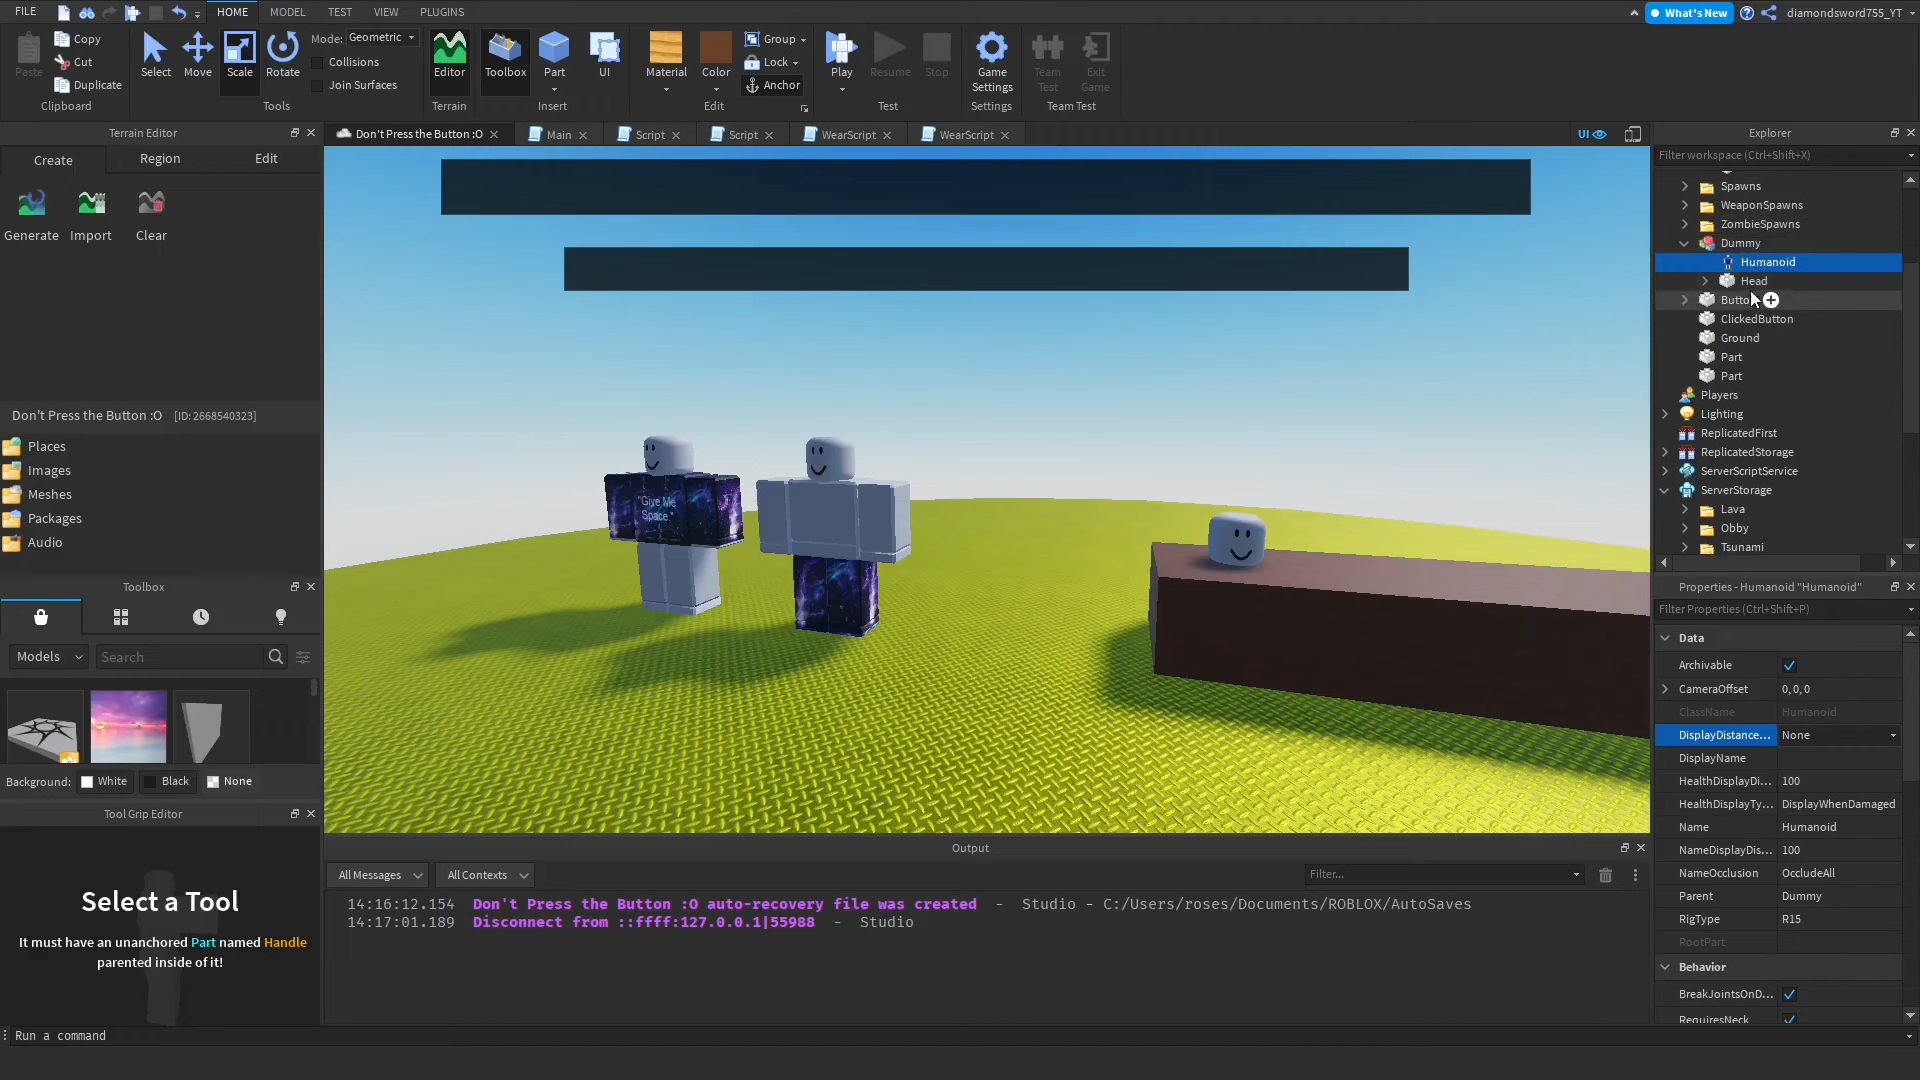 FILE HOME MODEL TEST VIEW PLUGINS What's New diamondsword755_YT
Paste Copy Cut Duplicate Clipboard
Select Move Scale Rotate Tools
Mode: Geometric
Collisions
Join Surfaces
Editor Terrain
Toolbox Part UI Insert
Material Color Group Lock Anchor Edit
Play Resume Stop Test
Game Settings Settings
Team Test Exit Game Team Test
Terrain Editor
Create Region Edit
Generate Import Clear
Don't Press the Button :O [ID: 2668540323]
Places
Images
Meshes
Packages
Audio
Toolbox
Models Search
Background: White Black None
Tool Grip Editor
Select a Tool
It must have an unanchored Part named Handle
parented inside of it!
Run a command
Don't Press the Button :O Main Script Script WearScript WearScript UI
"Give Me
Space."
Output
All Messages All Contexts Filter...
14:16:12.154 Don't Press the Button :O auto-recovery file was created - Studio - C:/Users/roses/Documents/ROBLOX/AutoSaves
14:17:01.189 Disconnect from ::ffff:127.0.0.1|55988 - Studio
Explorer
Filter workspace (Ctrl+Shift+X)
Spawns
WeaponSpawns
ZombieSpawns
Dummy
Humanoid
Head
Butto
ClickedButton
Ground
Part
Part
Players
Lighting
ReplicatedFirst
ReplicatedStorage
ServerScriptService
ServerStorage
Lava
Obby
Tsunami
Properties - Humanoid "Humanoid"
Filter Properties (Ctrl+Shift+P)
Data
Archivable
CameraOffset 0, 0, 0
ClassName Humanoid
DisplayDistance... None
DisplayName
HealthDisplayDi... 100
HealthDisplayTy... DisplayWhenDamaged
Name Humanoid
NameDisplayDis... 100
NameOcclusion OccludeAll
Parent Dummy
RigType R15
RootPart
Behavior
BreakJointsOnD...
RequiresNeck